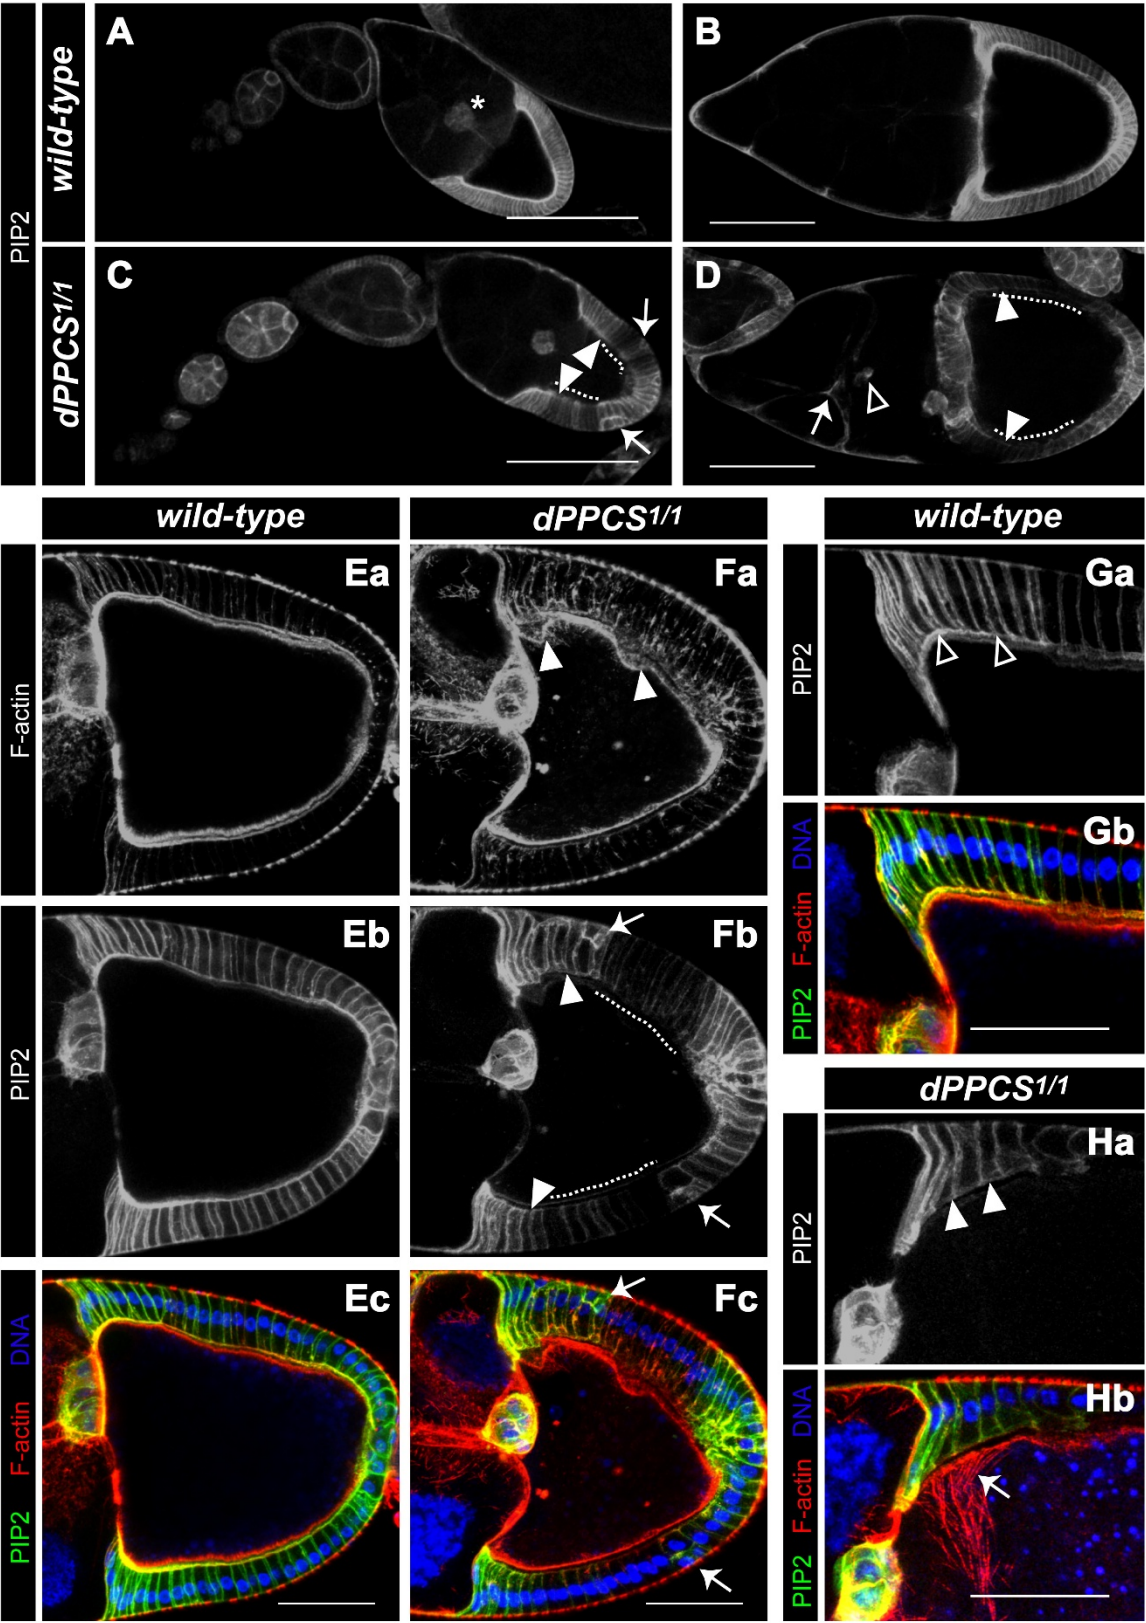 PIP2
wild-type
A
*
B
dPPCS1/1
C
D
wild-type
dPPCS1/1
wild-type
F-actin
Ea
Fa
PIP2
Ga
PIP2 F-actin DNA
Gb
PIP2
Eb
Fb
dPPCS1/1
PIP2
Ha
PIP2 F-actin DNA
Ec
Fc
PIP2 F-actin DNA
Hb